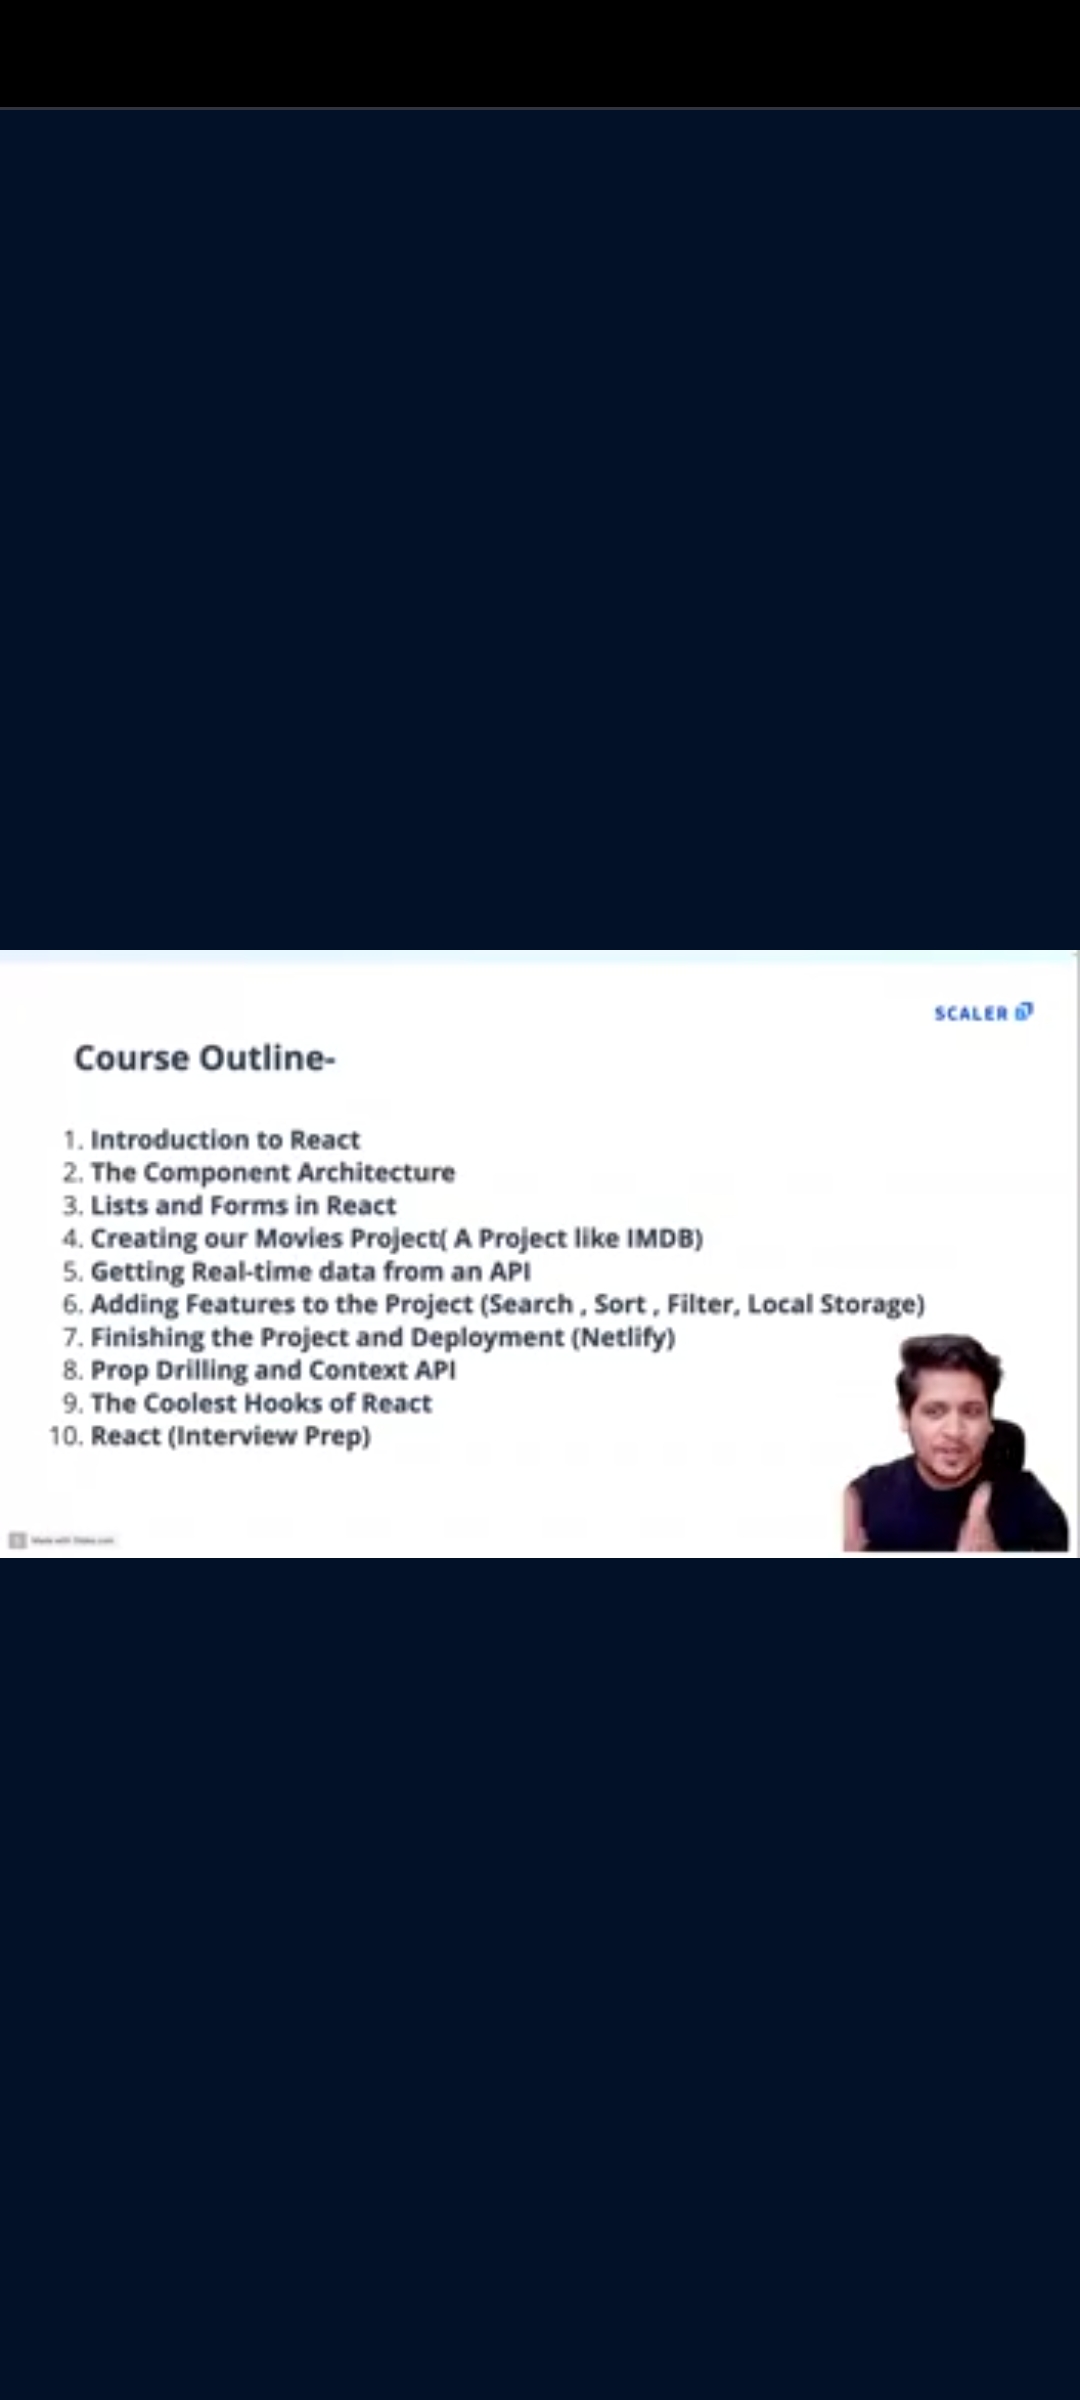 SCALER
Course Outline-
1. Introduction to React
2. The Component Architecture
3. Lists and Forms in React
4. Creating our Movies Project( A Project like IMDB)
5. Getting Real-time data from an API
6. Adding Features to the Project (Search , Sort , Filter, Local Storage)
7. Finishing the Project and Deployment (Netlify)
8. Prop Drilling and Context API
9. The Coolest Hooks of React
10. React (Interview Prep)
Made with